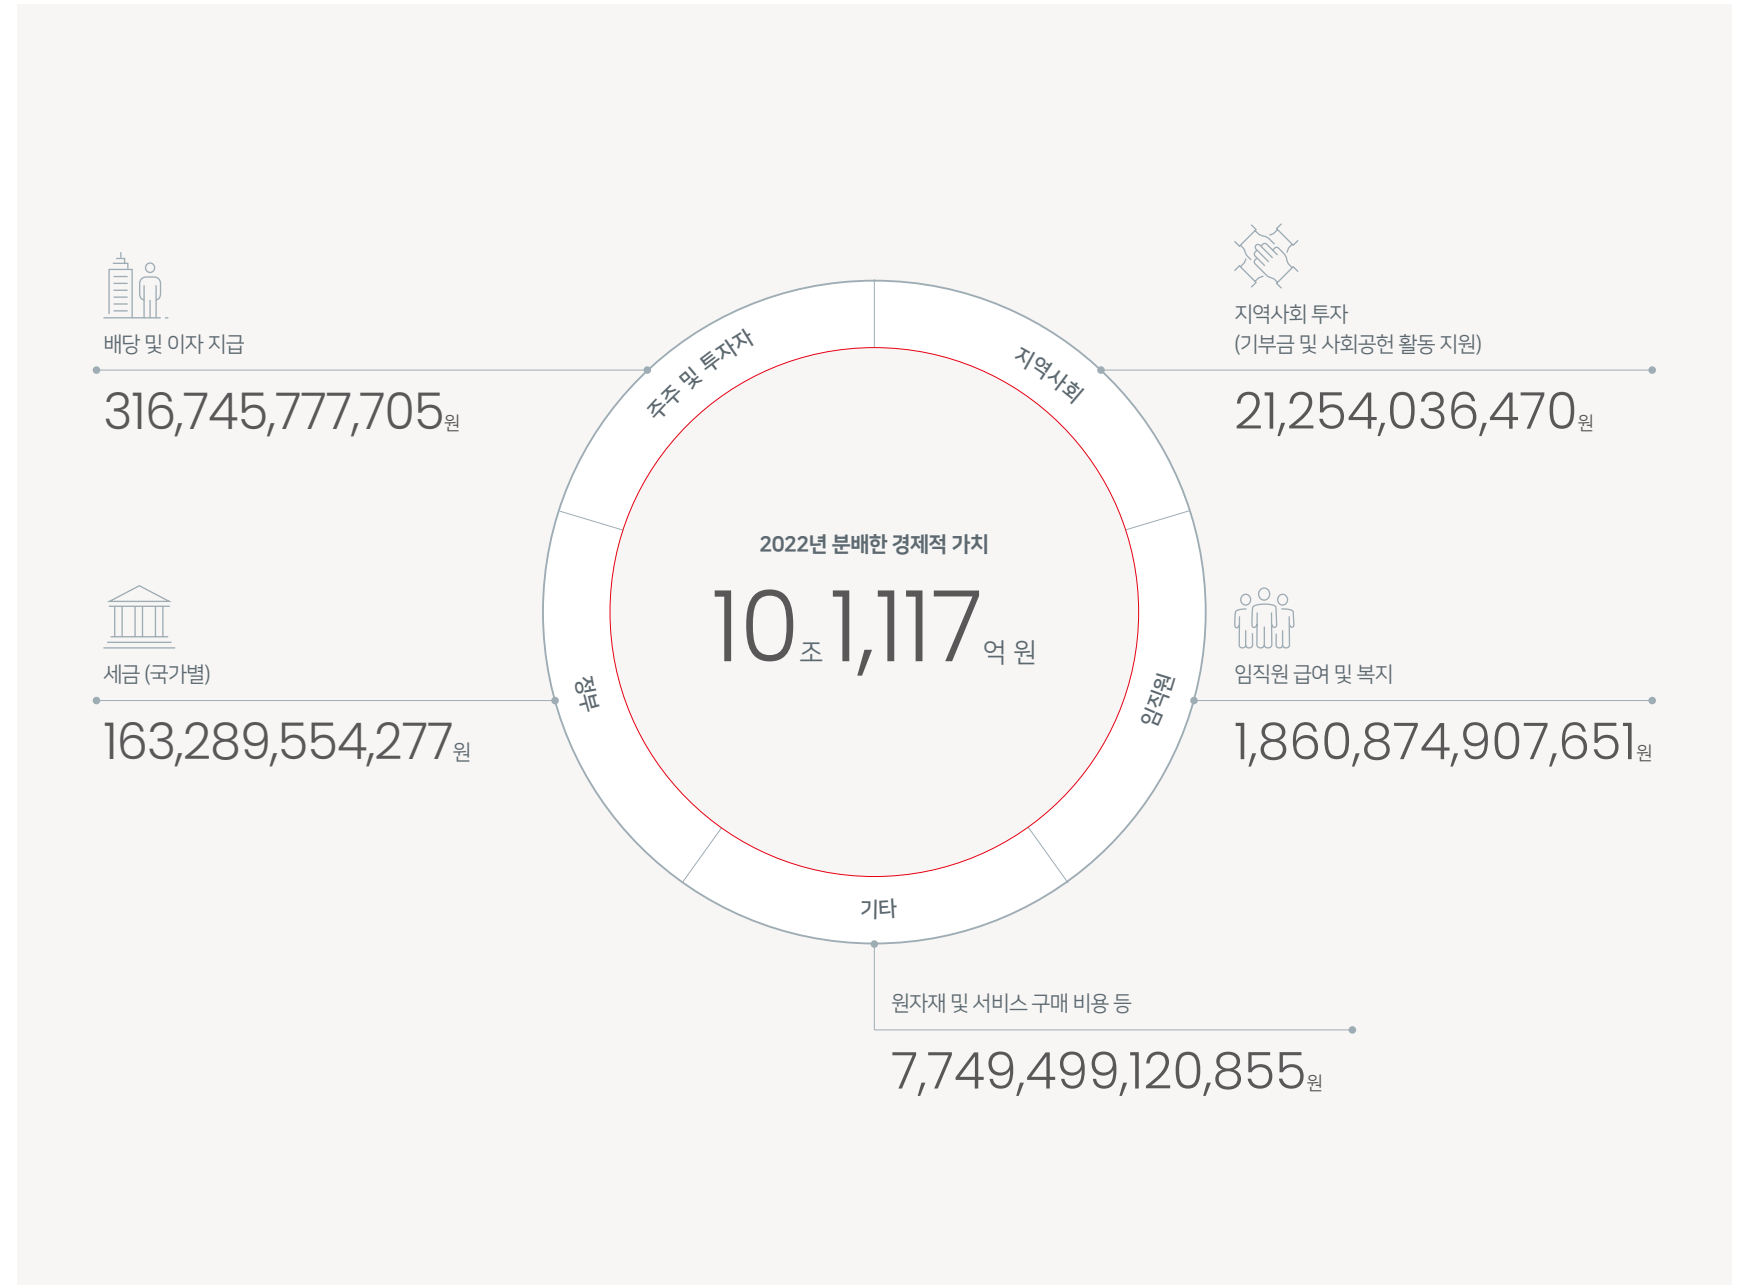 배당 및 이자 지급
316,745,777,705원
지역사회 투자
(기부금 및 사회공헌 활동 지원)
21,254,036,470원
주주 및 투자자
지역사회
2022년 분배한 경제적 가치
10조 1,117억 원
세금 (국가별)
163,289,554,277원
정부
임직원
임직원 급여 및 복지
1,860,874,907,651원
기타
원자재 및 서비스 구매 비용 등
7,749,499,120,855원